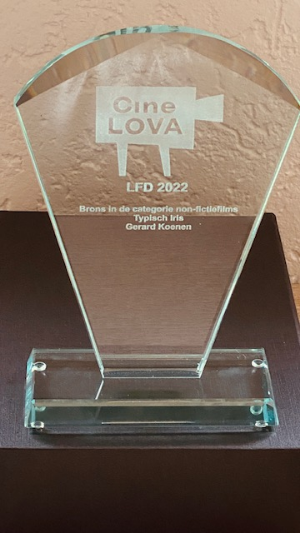 Cine
LOVA
LFD 2022
Brons in de categorie non-fictiefilms
Typisch Iris
Gerard Koenen